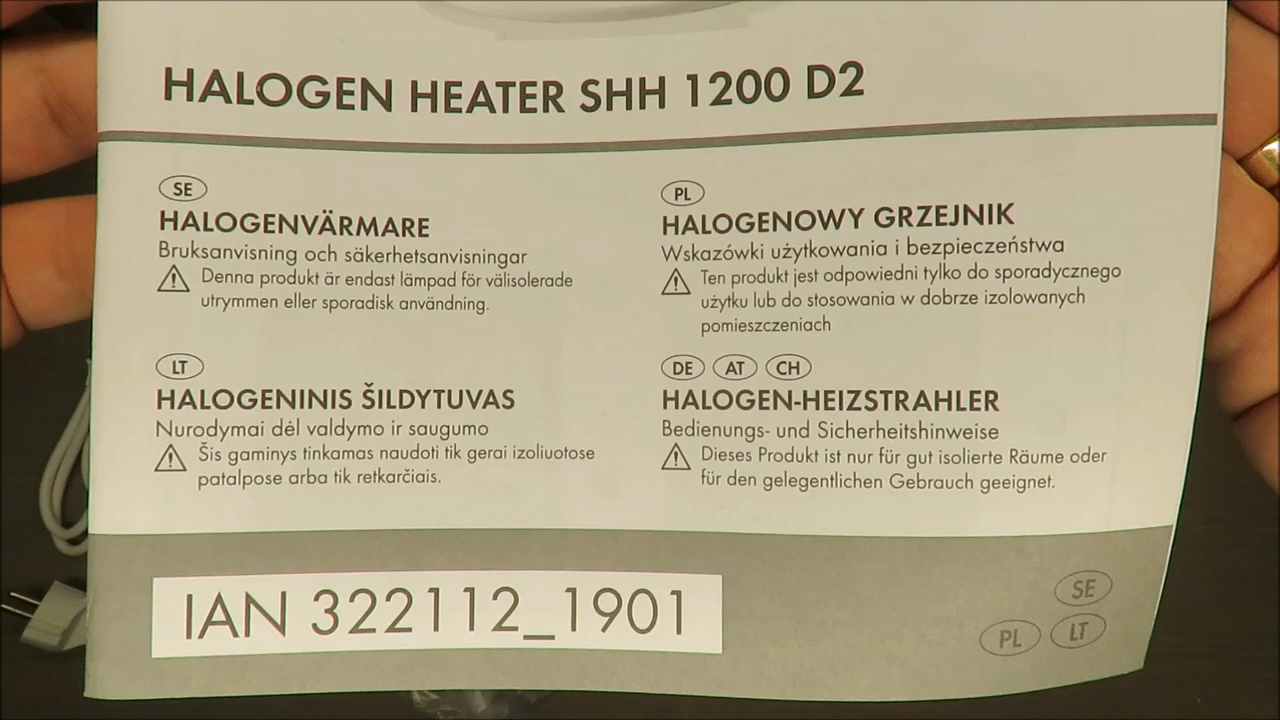 HALOGEN HEATER SHH 1200 D2
SE
HALOGENVÄRMARE
Bruksanvisning och säkerhetsanvisningar
Denna produkt är endast lämpad för välisolerade
utrymmen eller sporadisk användning.
PL
HALOGENOWY GRZEJNIK
Wskazówki użytkowania i bezpieczeństwa
Ten produkt jest odpowiedni tylko do sporadycznego
użytku lub do stosowania w dobrze izolowanych
pomieszczeniach
LT
HALOGENINIS ŠILDYTUVAS
Nurodymai dėl valdymo ir saugumo
Šis gaminys tinkamas naudoti tik gerai izoliuotose
patalpose arba tik retkarčiais.
DE AT CH
HALOGEN-HEIZSTRAHLER
Bedienungs- und Sicherheitshinweise
Dieses Produkt ist nur für gut isolierte Räume oder
für den gelegentlichen Gebrauch geeignet.
IAN 322112_1901
SE
PL LT